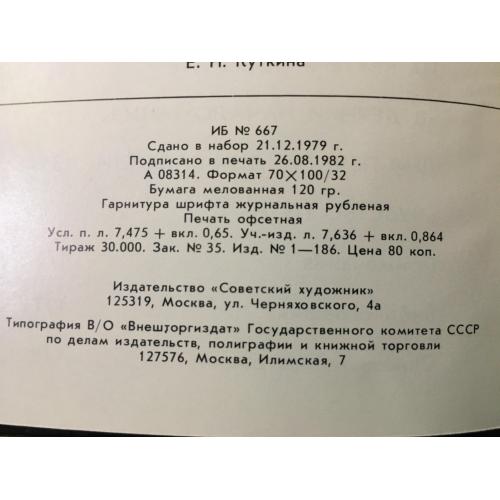 Е. Н. Куткина
ИБ № 667
Сдано в набор 21.12.1979 г.
Подписано в печать 26.08.1982 г.
А 08314. Формат 70×100/32
Бумага мелованная 120 гр.
Гарнитура шрифта журнальная рубленая
Печать офсетная
Усл. п. л. 7,475 + вкл. 0,65. Уч.-изд. л. 7,636 + вкл. 0,864
Тираж 30.000. Зак. № 35. Изд. № 1—186. Цена 80 коп.
Издательство «Советский художник»
125319, Москва, ул. Черняховского, 4а
Типография В/О «Внешторгиздат» Государственного комитета СССР
по делам издательств, полиграфии и книжной торговли
127576, Москва, Илимская, 7